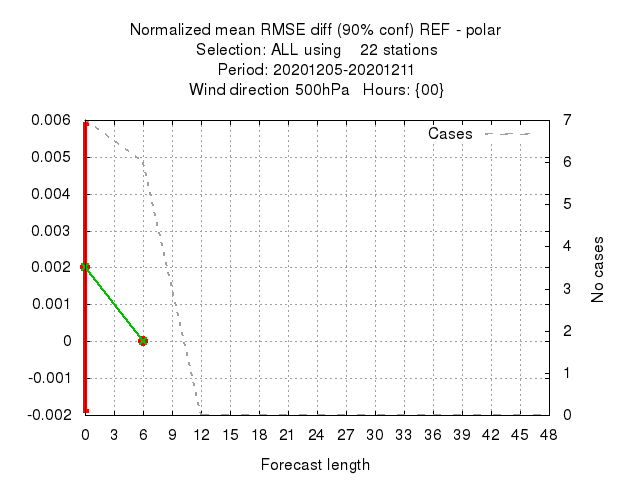 Normalized mean RMSE diff (90% conf) REF - polar
Selection: ALL using    22 stations
Period: 20201205-20201211
Wind direction 500hPa   Hours: {00}
Cases
0.006
0.005
0.004
0.003
0.002
0.001
0
-0.001
-0.002
7
6
5
4
3
2
1
0
No cases
0 3 6 9 12 15 18 21 24 27 30 33 36 39 42 45 48
Forecast length